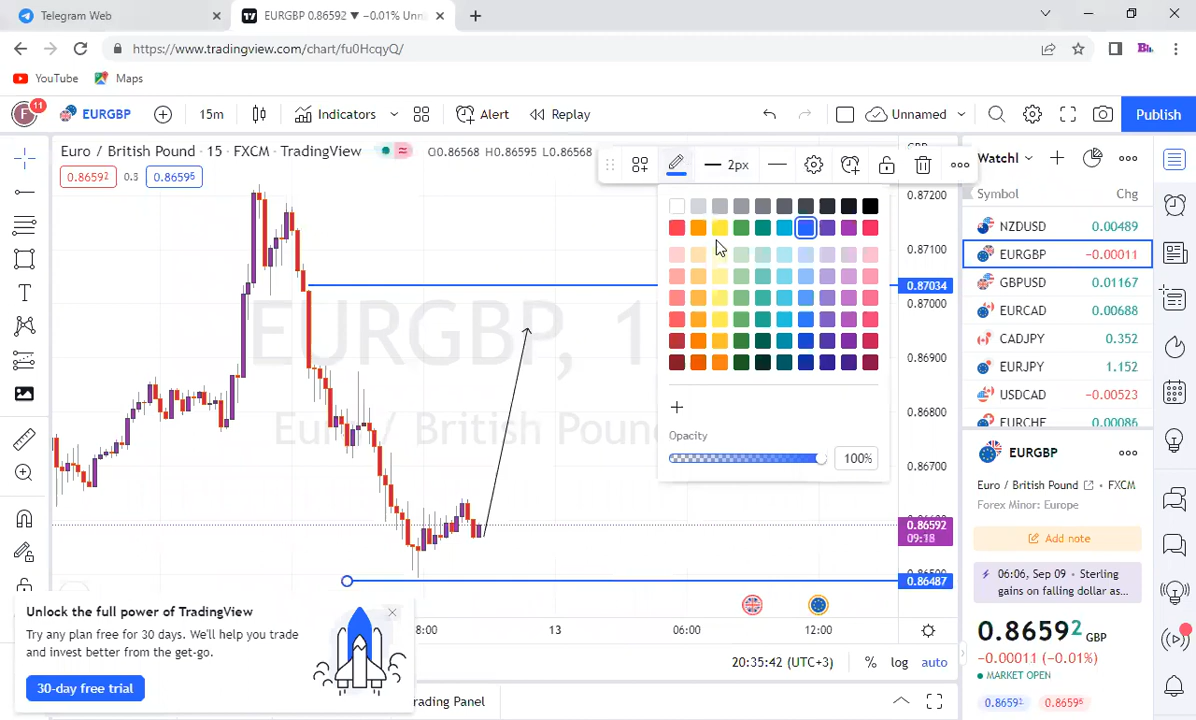 Telegram Web
EURGBP 0.86592 ▼ −0.01% Unn
https://www.tradingview.com/chart/fu0HcqyQ/
YouTube
Maps
F
11
EURGBP
15m
Indicators
Alert
Replay
Unnamed
Publish
Euro / British Pound · 15 · FXCM · TradingView
O0.86568 H0.86595 L0.86568
0.86592
0.3
0.86595
2px
Watchl
Symbol
Chg
NZDUSD 0.00489
EURGBP −0.00011
GBPUSD 0.01167
EURCAD 0.00688
CADJPY 0.352
EURJPY 1.152
USDCAD −0.00523
EURCHF 0.00086
EURGBP, 1
Euro / British Pound
0.87200
0.87100
0.87034
0.87000
0.86900
0.86800
0.86700
0.86592
09:18
0.86487
Opacity
100%
EURGBP
Euro / British Pound · FXCM
Forex Minor: Europe
Add note
06:06, Sep 09 · Sterling
gains on falling dollar as...
0.86592 GBP
−0.00011 (−0.01%)
MARKET OPEN
0.86592
0.86595
Unlock the full power of TradingView
Try any plan free for 30 days. We'll help you trade
and invest better from the get-go.
30-day free trial
8:00
13
06:00
12:00
20:35:42 (UTC+3)
%
log
auto
rading Panel